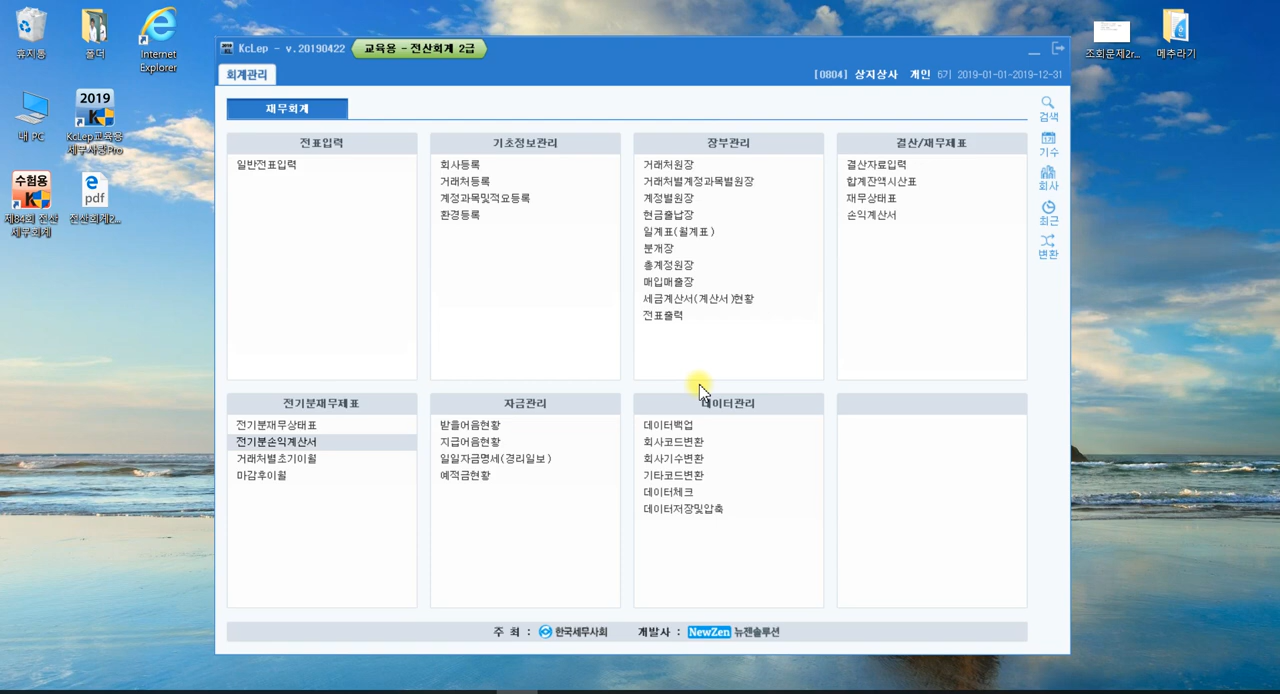 휴지통
폴더
Internet
Explorer
내 PC
2019
KcLep교육용
세무사랑Pro
수험용
제84회 전산
세무회계
pdf
전산회계2...
조회문제2r...
메추라기
KcLep - v.20190422
교육용 - 전산회계 2급
회계관리
[0804] 상지상사 개인 6기 2019-01-01~2019-12-31
재무회계
검색
기수
회사
최근
변환
전표입력
일반전표입력
기초정보관리
회사등록
거래처등록
계정과목및적요등록
환경등록
장부관리
거래처원장
거래처별계정과목별원장
계정별원장
현금출납장
일계표(월계표)
분개장
총계정원장
매입매출장
세금계산서(계산서)현황
전표출력
결산/재무제표
결산자료입력
합계잔액시산표
재무상태표
손익계산서
전기분재무제표
전기분재무상태표
전기분손익계산서
거래처별초기이월
마감후이월
자금관리
받을어음현황
지급어음현황
일일자금명세(경리일보)
예적금현황
데이터관리
데이터백업
회사코드변환
회사기수변환
기타코드변환
데이터체크
데이터저장및압축
주 최 : 한국세무사회 개발사 : NewZen 뉴젠솔루션